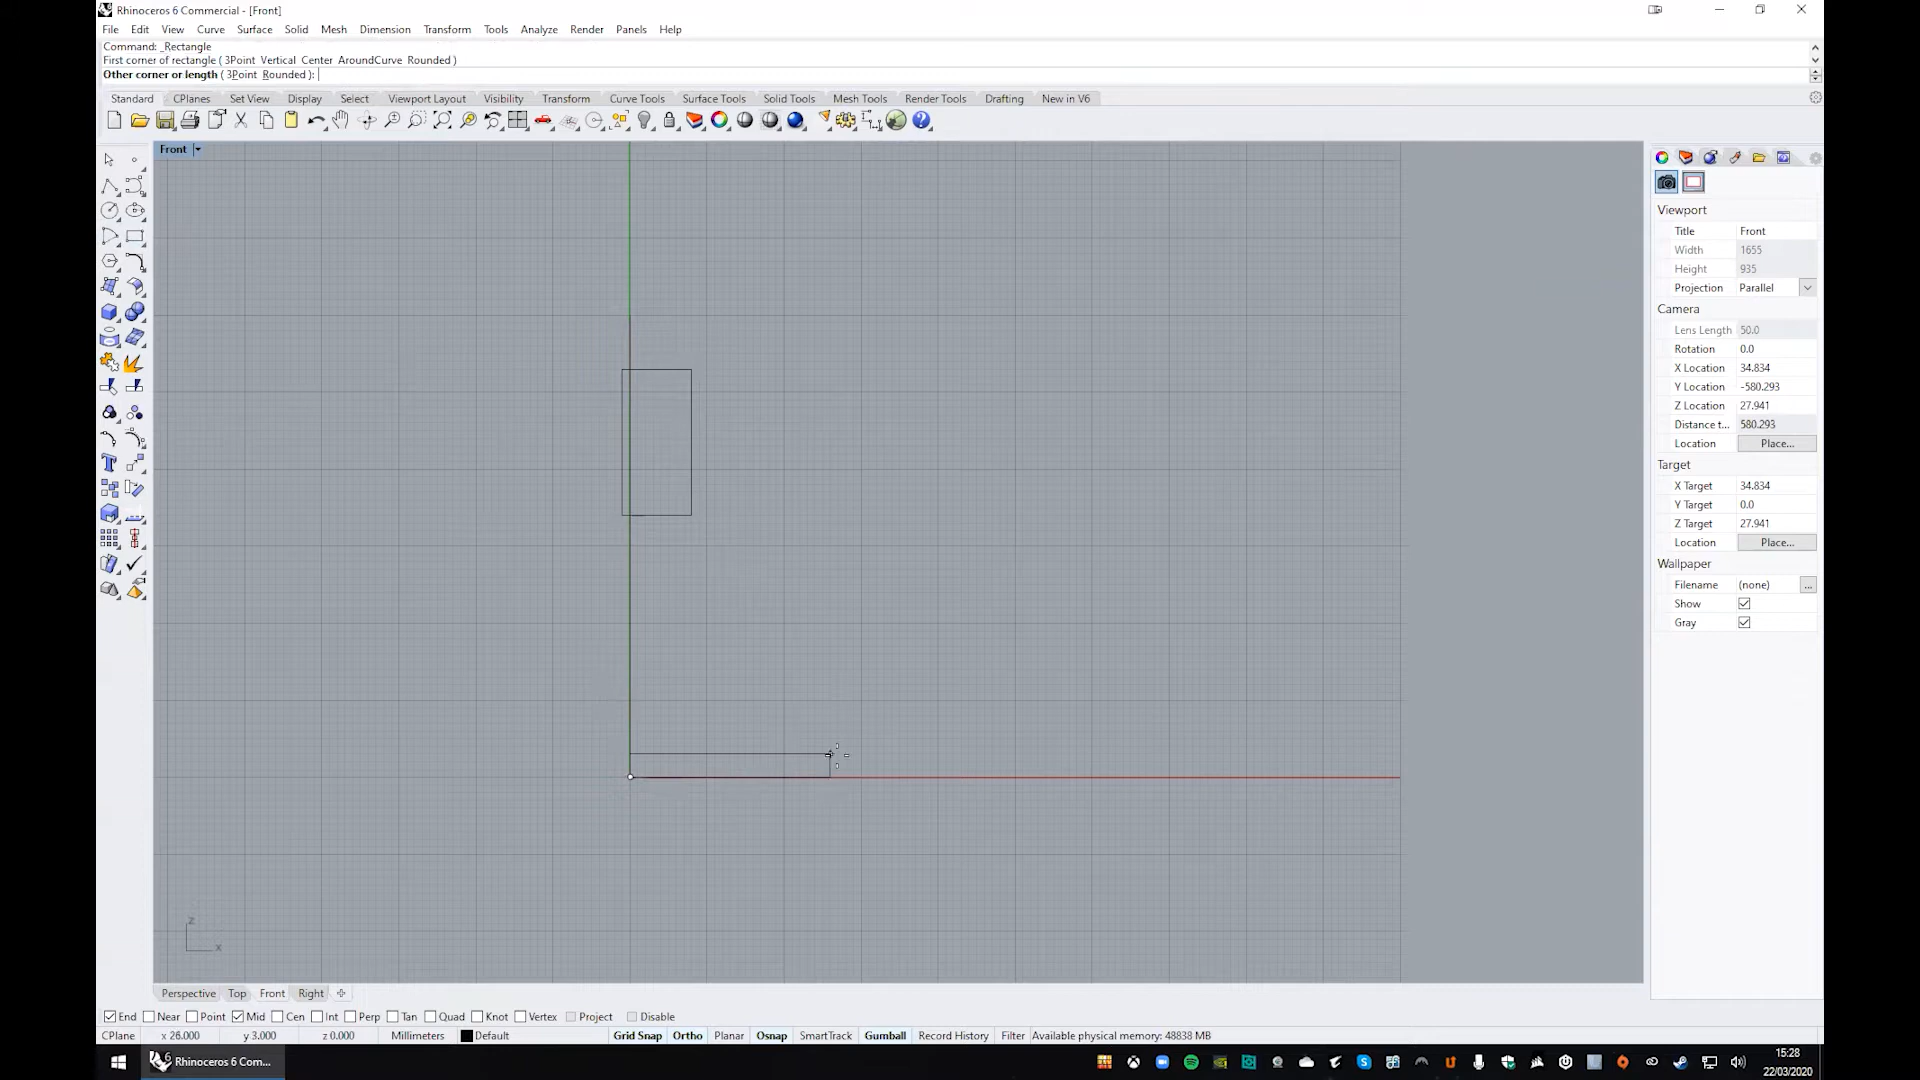 Rhinoceros 6 Commercial - [Front]
File Edit View Curve Surface Solid Mesh Dimension Transform Tools Analyze Render Panels Help
Command: _Rectangle
First corner of rectangle ( 3Point Vertical Center AroundCurve Rounded )
Other corner or length ( 3Point Rounded ):
Standard CPlanes Set View Display Select Viewport Layout Visibility Transform Curve Tools Surface Tools Solid Tools Mesh Tools Render Tools Drafting New in V6
Front
Viewport
Title Front
Width 1655
Height 935
Projection Parallel
Camera
Lens Length 50.0
Rotation 0.0
X Location 34.834
Y Location -580.293
Z Location 27.941
Distance t... 580.293
Location Place...
Target
X Target 34.834
Y Target 0.0
Z Target 27.941
Location Place...
Wallpaper
Filename (none) ...
Show
Gray
z
x
Perspective Top Front Right
End Near Point Mid Cen Int Perp Tan Quad Knot Vertex Project Disable
CPlane x 26.000 y 3.000 z 0.000 Millimeters Default Grid Snap Ortho Planar Osnap SmartTrack Gumball Record History Filter Available physical memory: 48838 MB
Rhinoceros 6 Com...
15:28
22/03/2020